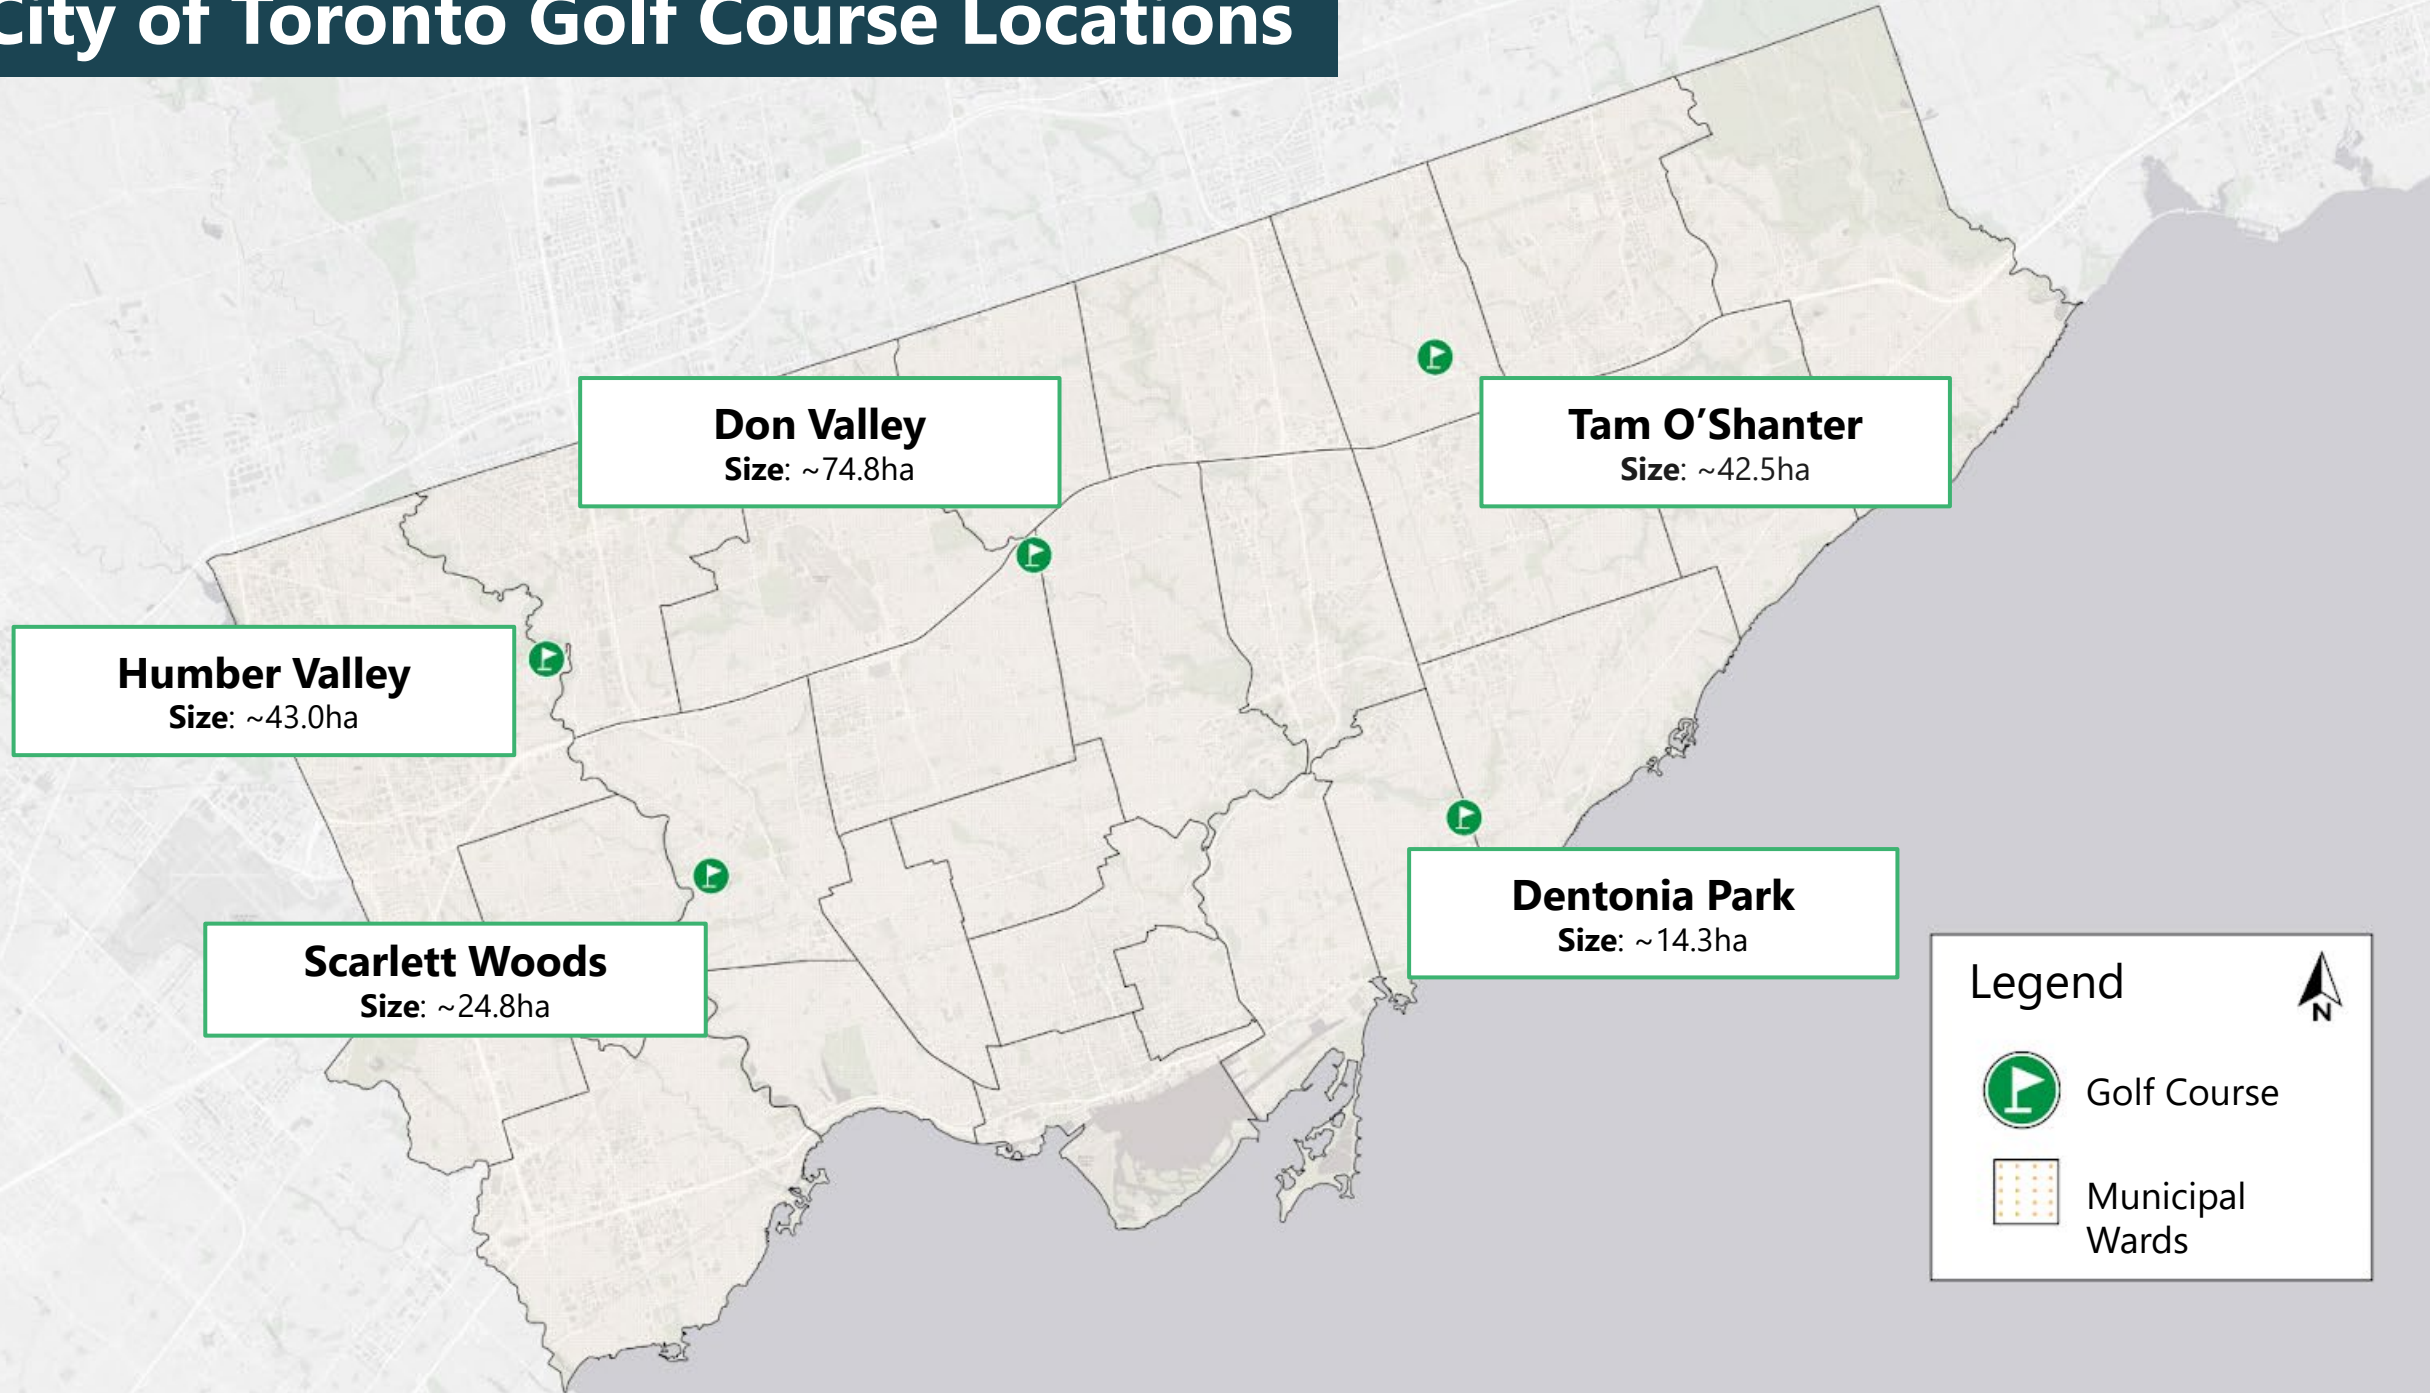 City of Toronto Golf Course Locations
Don Valley
Size: ~74.8ha
Tam O’Shanter
Size: ~42.5ha
Humber Valley
Size: ~43.0ha
Dentonia Park
Size: ~14.3ha
Scarlett Woods
Size: ~24.8ha
Legend
N
Golf Course
Municipal
Wards